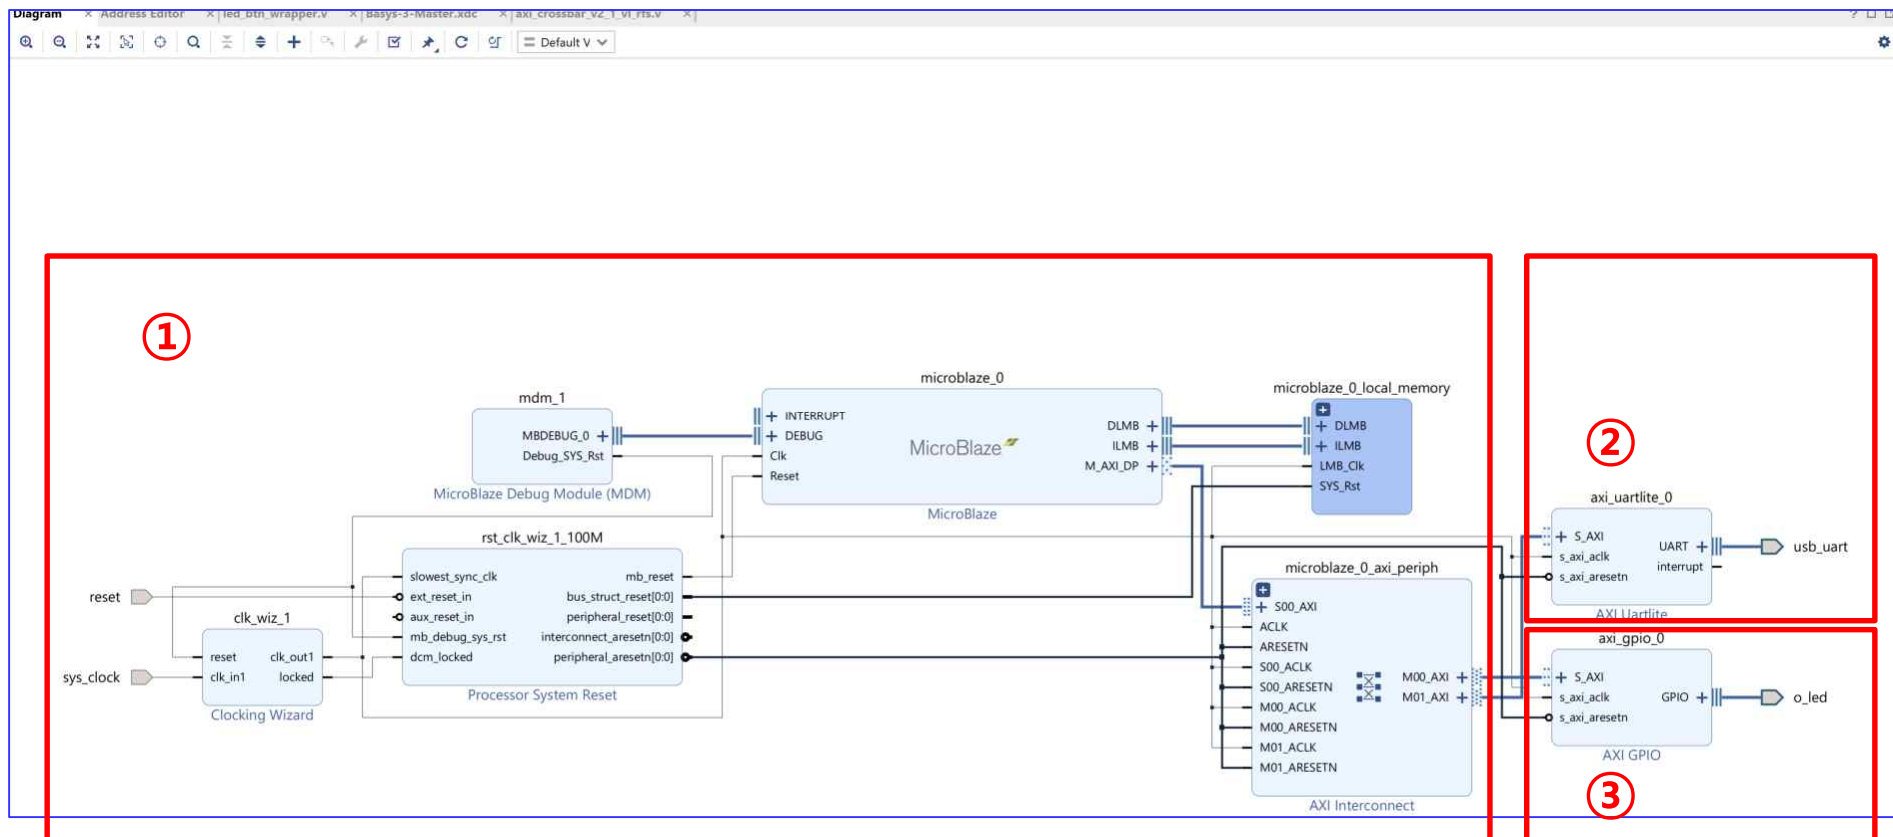 Diagram × Address Editor × led_btn_wrapper.v × Basys-3-Master.xdc × axi_crossbar_v2_1_vl_rfs.v × ? □
Default V
①
②
③
mdm_1
MBDEBUG_0
Debug_SYS_Rst
MicroBlaze Debug Module (MDM)
microblaze_0
INTERRUPT
DEBUG
Clk
Reset
MicroBlaze
DLMB
ILMB
M_AXI_DP
MicroBlaze
microblaze_0_local_memory
DLMB
ILMB
LMB_Clk
SYS_Rst
rst_clk_wiz_1_100M
slowest_sync_clk
ext_reset_in
aux_reset_in
mb_debug_sys_rst
dcm_locked
mb_reset
bus_struct_reset[0:0]
peripheral_reset[0:0]
interconnect_aresetn[0:0]
peripheral_aresetn[0:0]
Processor System Reset
reset
sys_clock
clk_wiz_1
reset
clk_in1
clk_out1
locked
Clocking Wizard
microblaze_0_axi_periph
S00_AXI
ACLK
ARESETN
S00_ACLK
S00_ARESETN
M00_ACLK
M00_ARESETN
M01_ACLK
M01_ARESETN
M00_AXI
M01_AXI
AXI Interconnect
axi_uartlite_0
S_AXI
s_axi_aclk
s_axi_aresetn
UART
interrupt
AXI Uartlite
usb_uart
axi_gpio_0
S_AXI
s_axi_aclk
s_axi_aresetn
GPIO
AXI GPIO
o_led